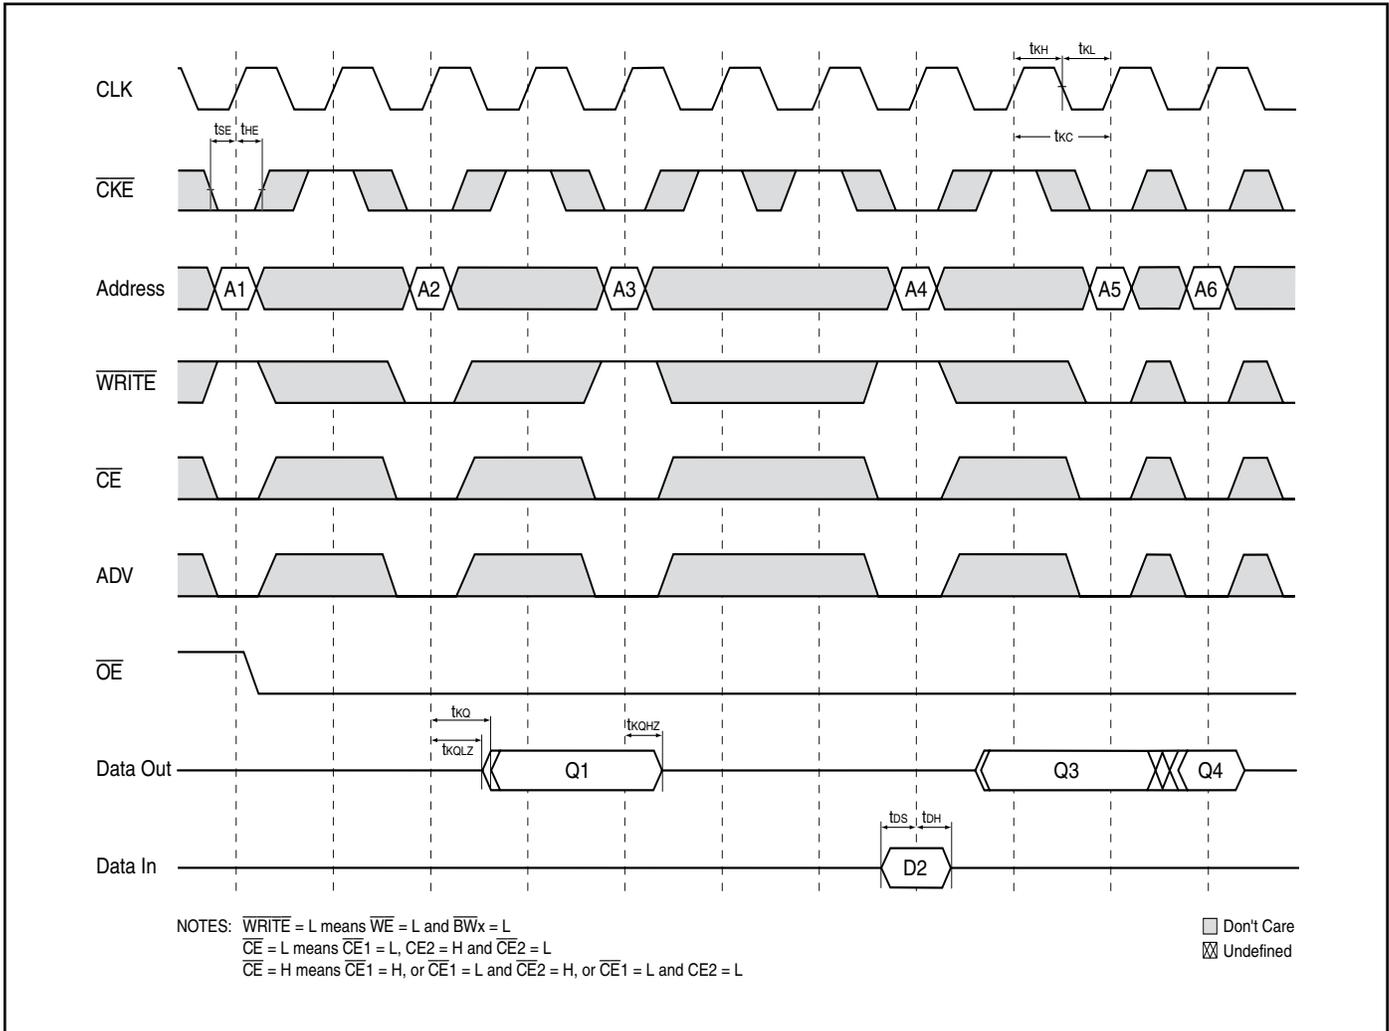 tKH tKL
CLK
tSE tHE
tKC
CKE
Address A1 A2 A3 A4 A5 A6
WRITE
CE
ADV
OE
tKQ
tKQHZ
tKQLZ
Data Out Q1 Q3 Q4
tDS tDH
Data In D2
NOTES: WRITE = L means WE = L and BWx = L
CE = L means CE1 = L, CE2 = H and CE2 = L
CE = H means CE1 = H, or CE1 = L and CE2 = H, or CE1 = L and CE2 = L
Don't Care
Undefined